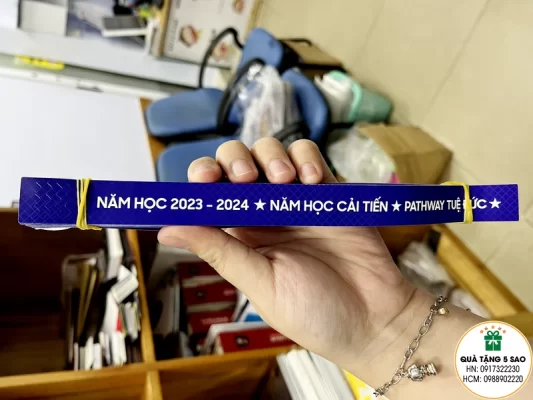 NĂM HỌC 2023 - 2024 ★ NĂM HỌC CẢI TIẾN ★ PATHWAY TUỆ ĐỨC ★
QUÀ TẶNG 5 SAO
HN: 0917322230
HCM: 0988902220